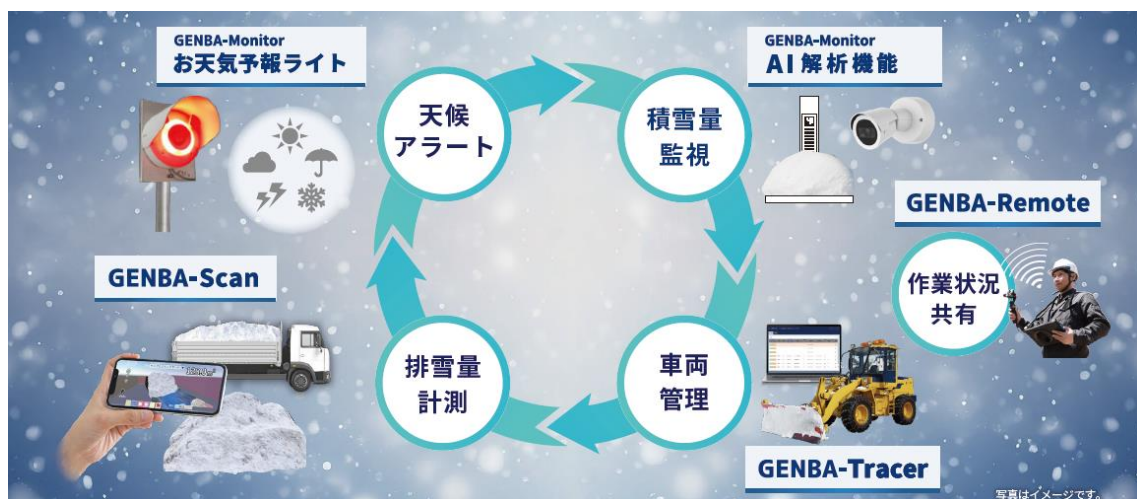 GENBA-Monitor
お天気予報ライト
天候
アラート
積雪量
監視
GENBA-Monitor
AI解析機能
GENBA-Remote
作業状況
共有
GENBA-Scan
排雪量
計測
車両
管理
GENBA-Tracer
写真はイメージです。